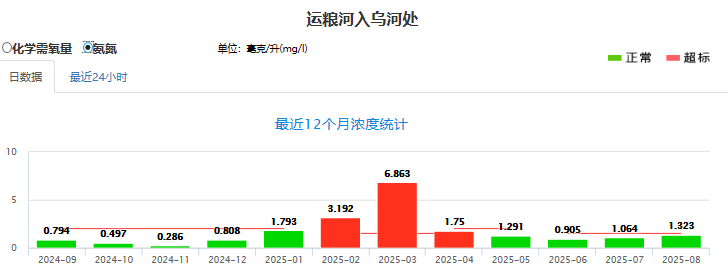 运粮河入乌河处
化学需氧量 氨氮 单位：毫克/升(mg/l) 正常 超标
日数据 最近24小时
最近12个月浓度统计
10
5
0
0.794 0.497 0.286 0.808 1.793 3.192 6.863 1.75 1.291 0.905 1.064 1.323
2024-09 2024-10 2024-11 2024-12 2025-01 2025-02 2025-03 2025-04 2025-05 2025-06 2025-07 2025-08